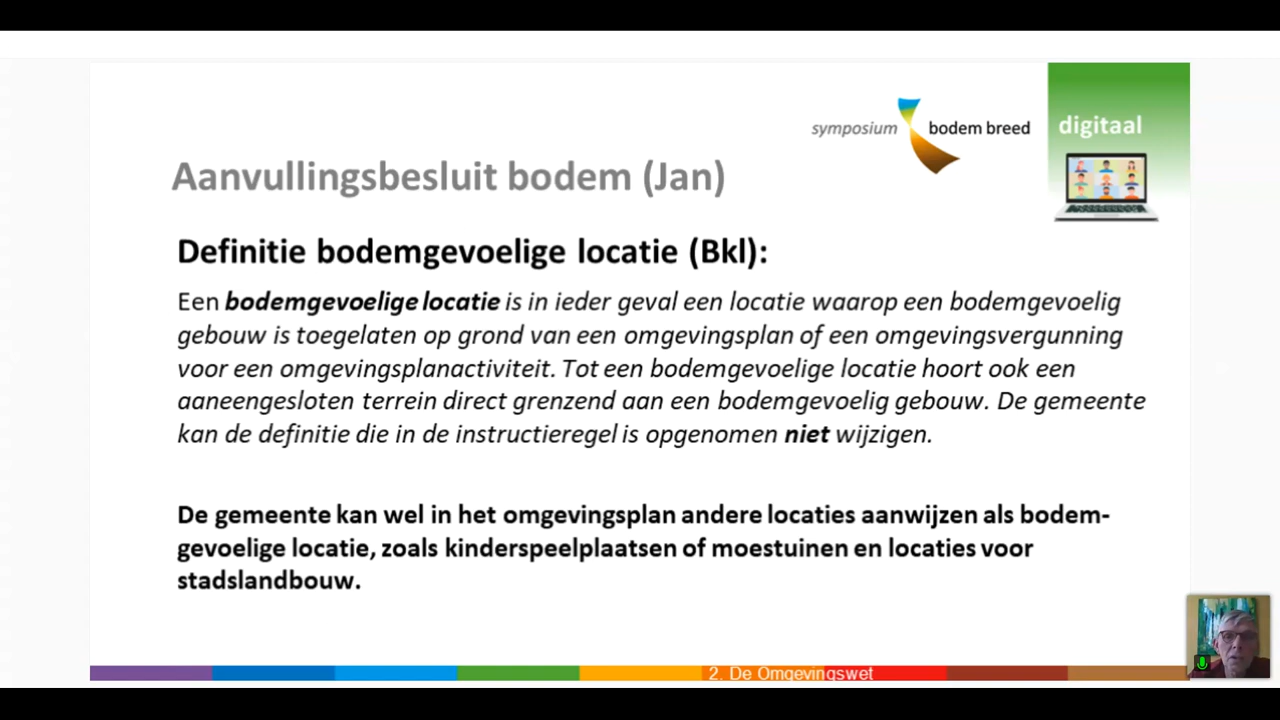 symposium bodem breed digitaal
Aanvullingsbesluit bodem (Jan)
Definitie bodemgevoelige locatie (Bkl):
Een bodemgevoelige locatie is in ieder geval een locatie waarop een bodemgevoelig
gebouw is toegelaten op grond van een omgevingsplan of een omgevingsvergunning
voor een omgevingsplanactiviteit. Tot een bodemgevoelige locatie hoort ook een
aaneengesloten terrein direct grenzend aan een bodemgevoelig gebouw. De gemeente
kan de definitie die in de instructieregel is opgenomen niet wijzigen.
De gemeente kan wel in het omgevingsplan andere locaties aanwijzen als bodem-
gevoelige locatie, zoals kinderspeelplaatsen of moestuinen en locaties voor
stadslandbouw.
2. De Omgevingswet